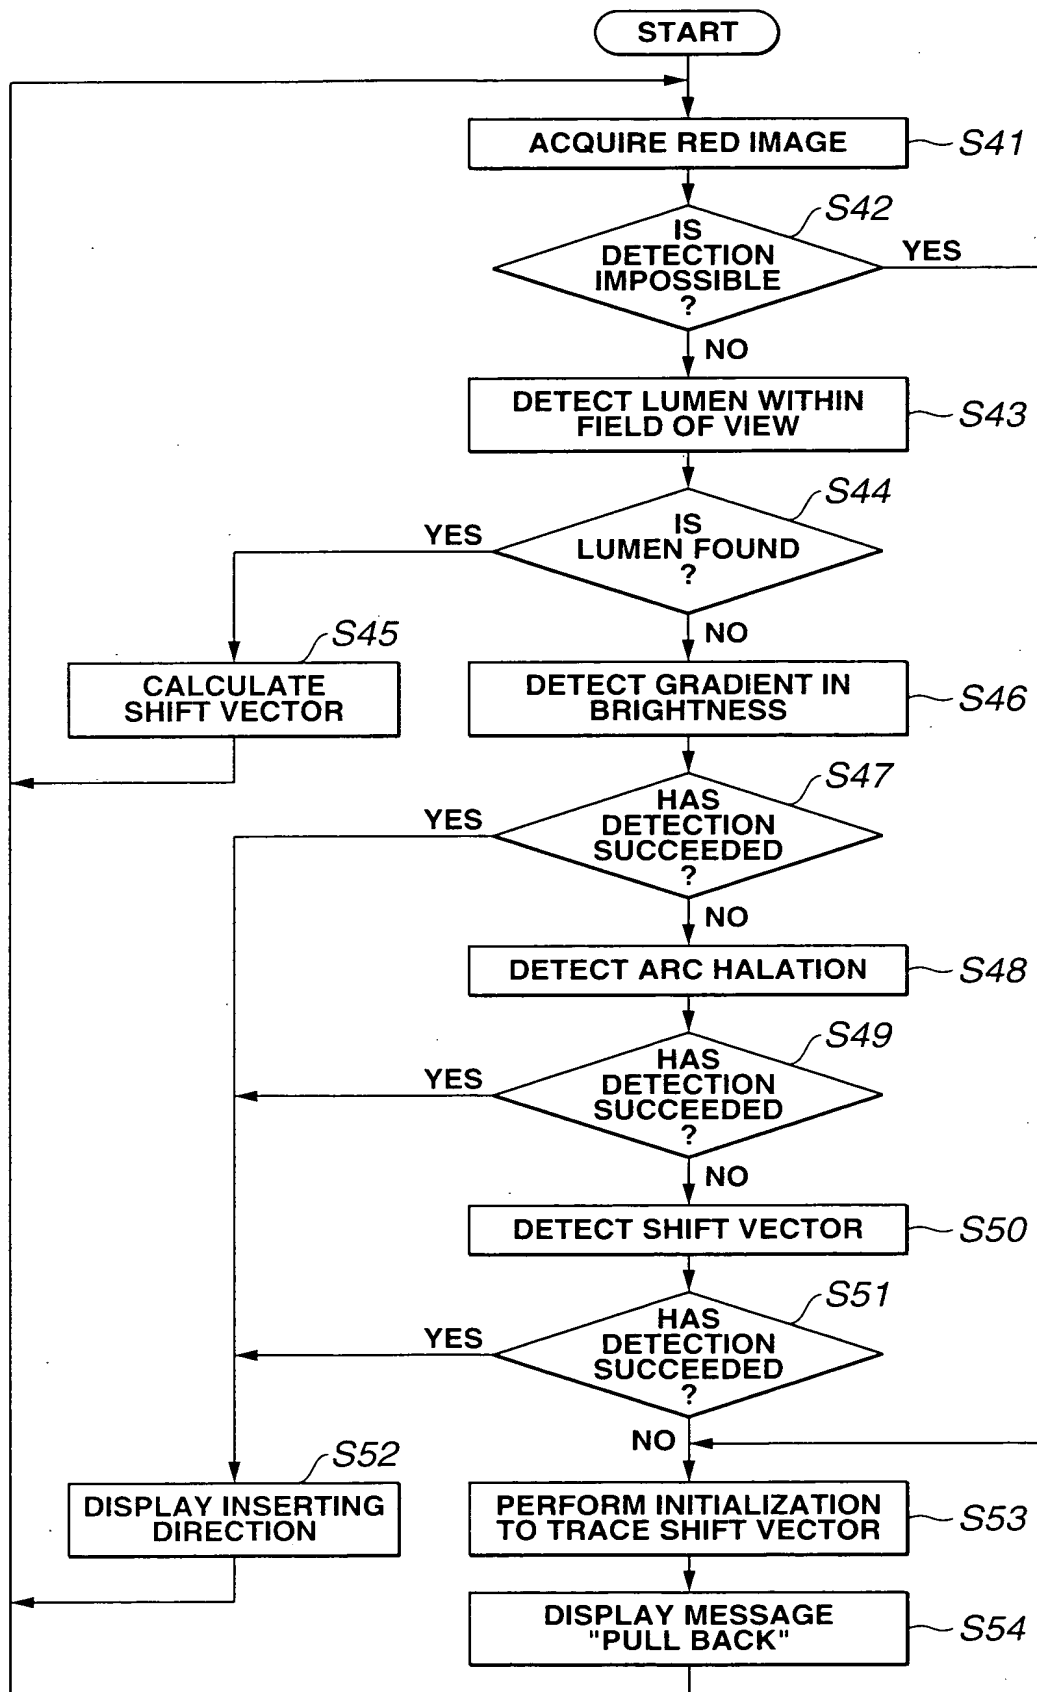 START
ACQUIRE RED IMAGE
S41
S42
IS
DETECTION
IMPOSSIBLE
?
YES
NO
DETECT LUMEN WITHIN
FIELD OF VIEW
S43
S44
IS
LUMEN FOUND
?
YES
NO
S45
CALCULATE
SHIFT VECTOR
DETECT GRADIENT IN
BRIGHTNESS
S46
S47
HAS
DETECTION
SUCCEEDED
?
YES
NO
DETECT ARC HALATION
S48
S49
HAS
DETECTION
SUCCEEDED
?
YES
NO
DETECT SHIFT VECTOR
S50
S51
HAS
DETECTION
SUCCEEDED
?
YES
NO
S52
DISPLAY INSERTING
DIRECTION
PERFORM INITIALIZATION
TO TRACE SHIFT VECTOR
S53
DISPLAY MESSAGE
"PULL BACK"
S54